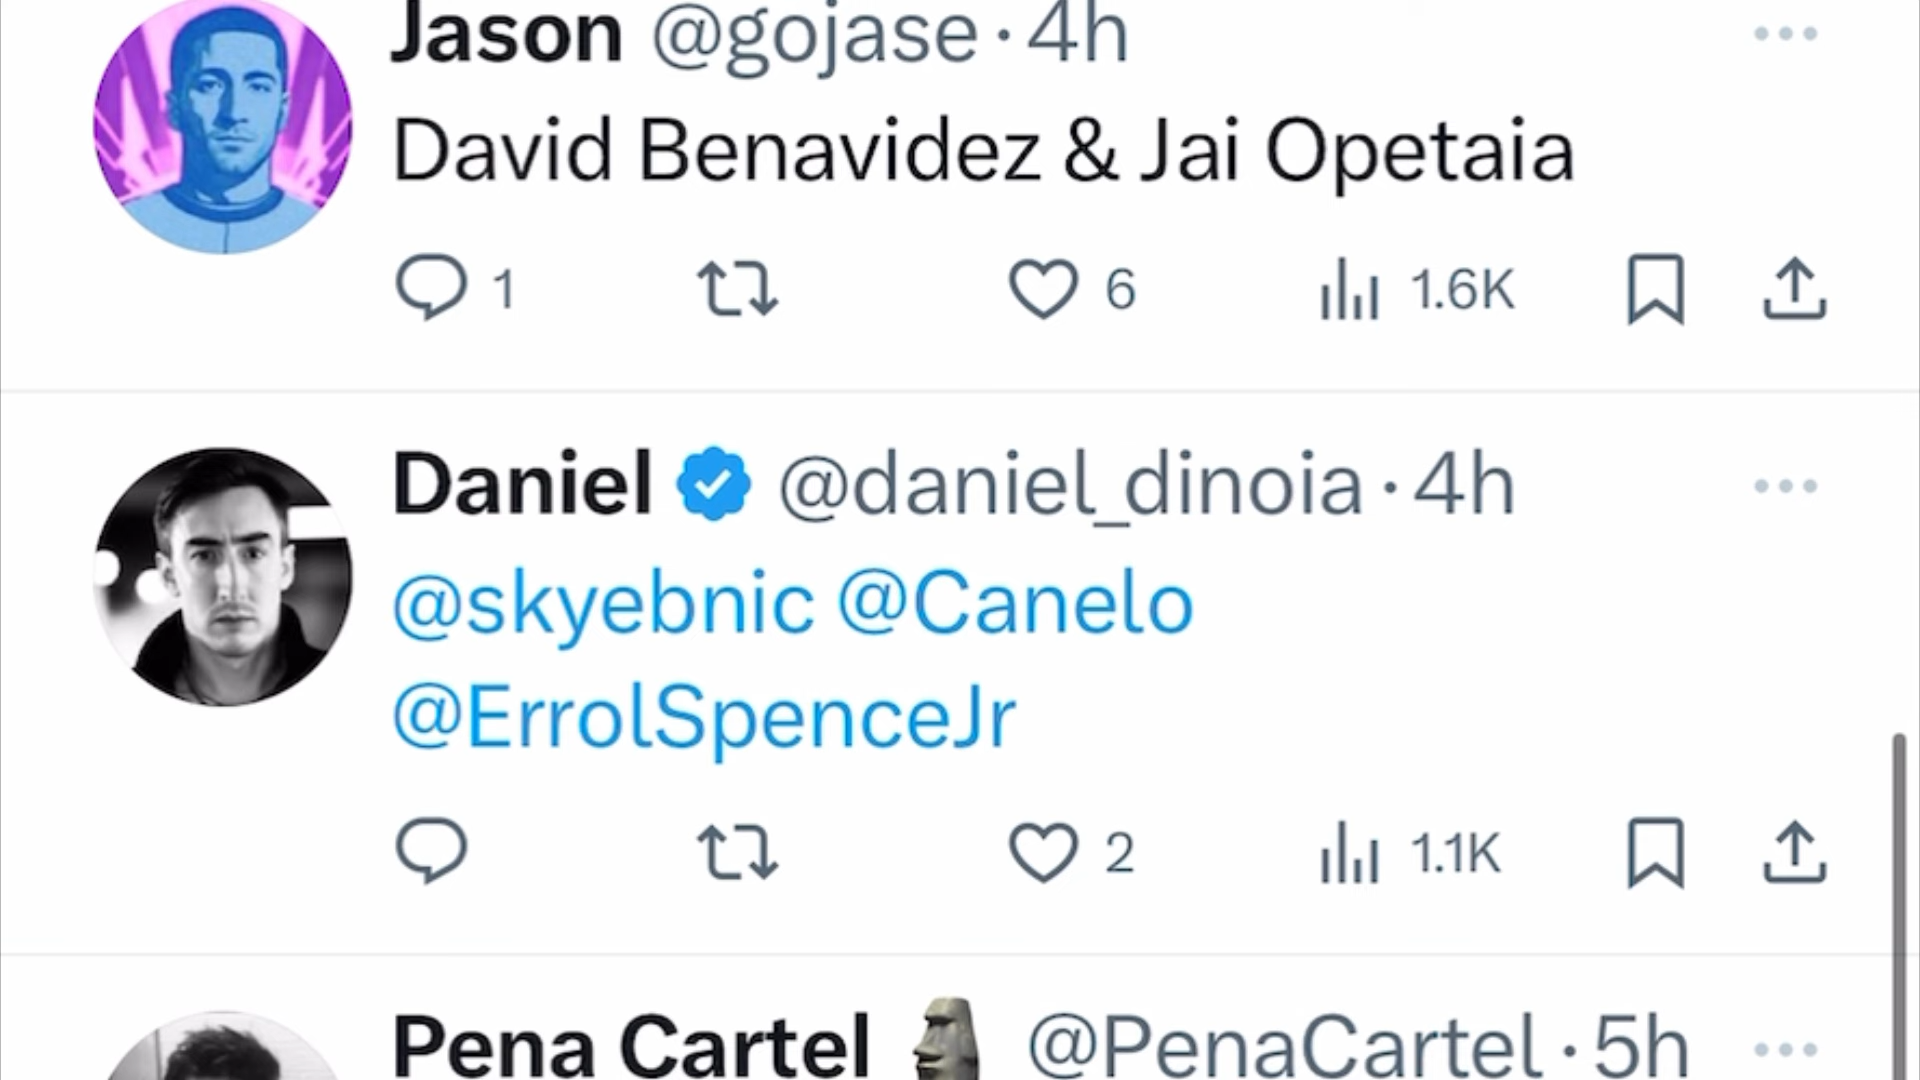 Jason @gojase · 4h
David Benavidez & Jai Opetaia
1 6 1.6K
Daniel @daniel_dinoia · 4h
@skyebnic @Canelo
@ErrolSpenceJr
2 1.1K
Pena Cartel 🗿 @PenaCartel · 5h